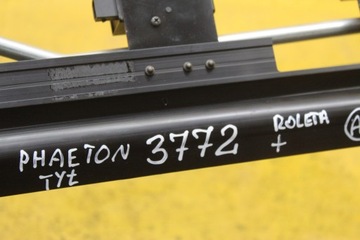 PHAETON 3772 ROLETA
TYŁ +
A